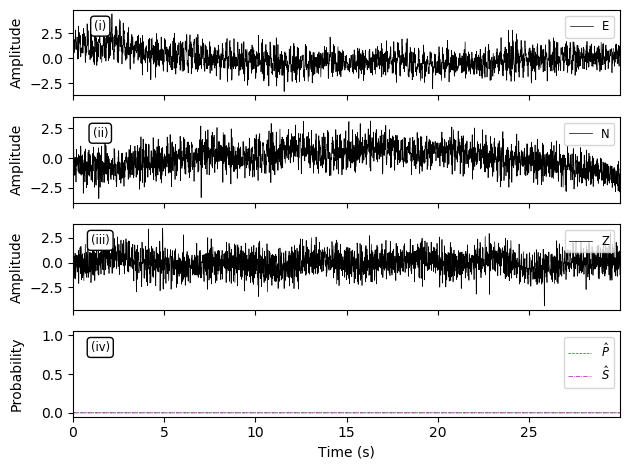 (i)
E
Amplitude
2.5
0.0
−2.5
(ii)
N
Amplitude
2.5
0.0
−2.5
(iii)
Z
Amplitude
2.5
0.0
−2.5
(iv)
P̂
Ŝ
Probability
1.0
0.5
0.0
0 5 10 15 20 25
Time (s)